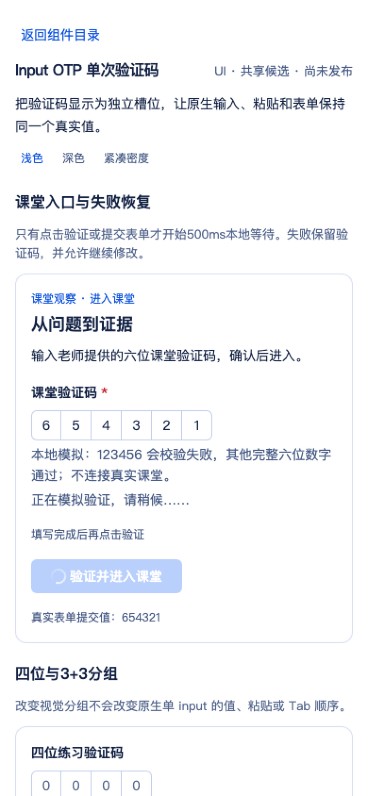 返回组件目录
Input OTP 单次验证码
UI · 共享候选 · 尚未发布
把验证码显示为独立槽位，让原生输入、粘贴和表单保持
同一个真实值。
浅色 深色 紧凑密度
课堂入口与失败恢复
只有点击验证或提交表单才开始500ms本地等待。失败保留验
证码，并允许继续修改。
课堂观察 · 进入课堂
从问题到证据
输入老师提供的六位课堂验证码，确认后进入。
课堂验证码 *
6 5 4 3 2 1
本地模拟：123456 会校验失败，其他完整六位数字
通过；不连接真实课堂。
正在模拟验证，请稍候……
填写完成后再点击验证
验证并进入课堂
真实表单提交值：654321
四位与3+3分组
改变视觉分组不会改变原生单 input 的值、粘贴或 Tab 顺序。
四位练习验证码
0 0 0 0